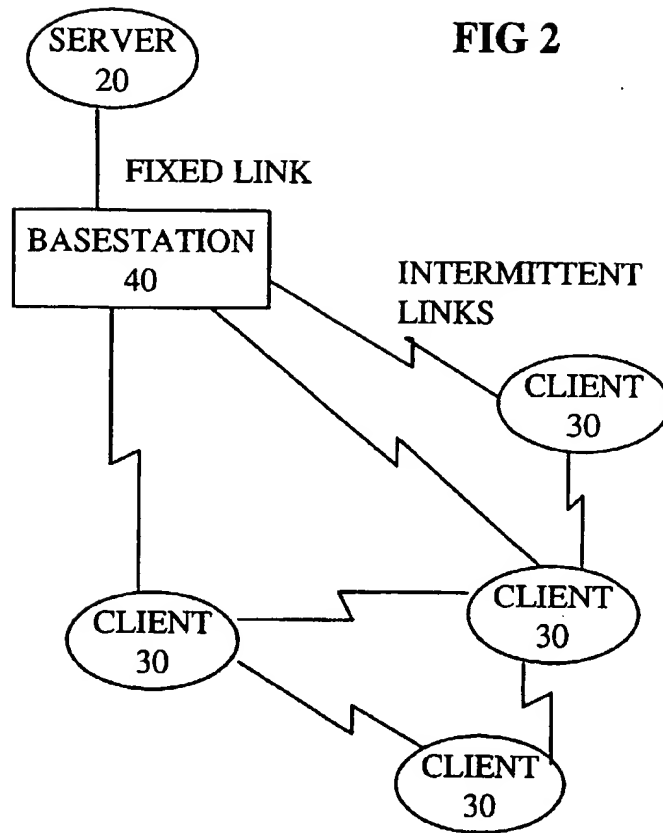 FIG 2
SERVER
20
FIXED LINK
BASESTATION
40
INTERMITTENT
LINKS
CLIENT
30
CLIENT
30
CLIENT
30
CLIENT
30